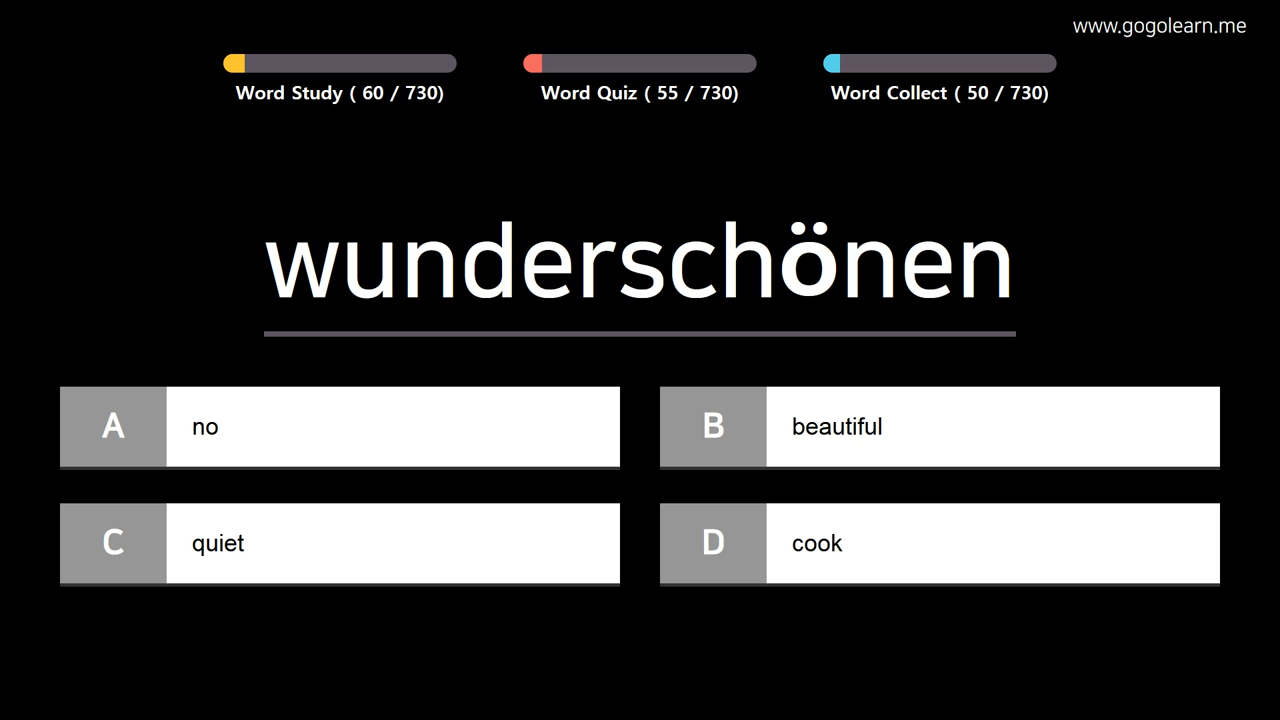 www.gogolearn.me
Word Study ( 60 / 730)
Word Quiz ( 55 / 730)
Word Collect ( 50 / 730)
wunderschönen
A
no
B
beautiful
C
quiet
D
cook